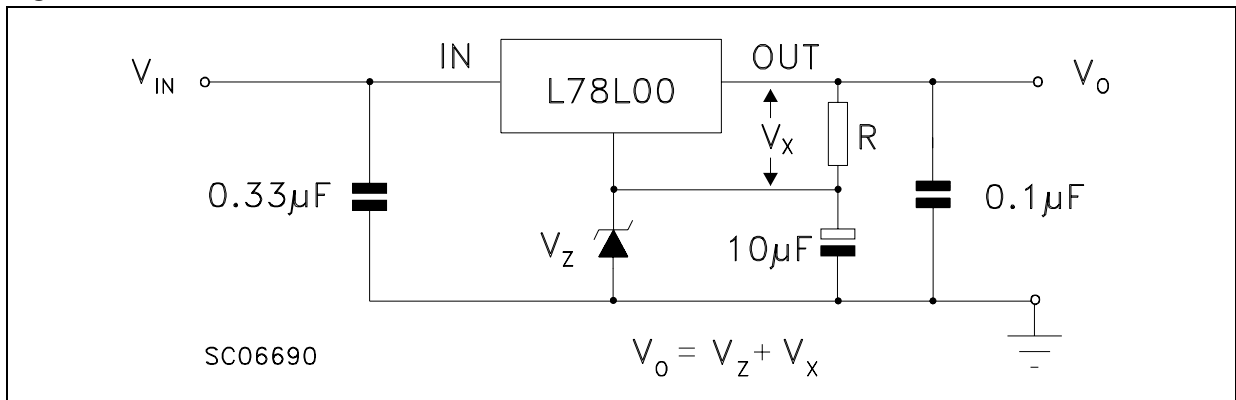 IN
OUT
V_IN
L78L00
V_O
V_X
R
0.33µF
0.1µF
V_Z
10µF
SC06690
V_O = V_Z + V_X